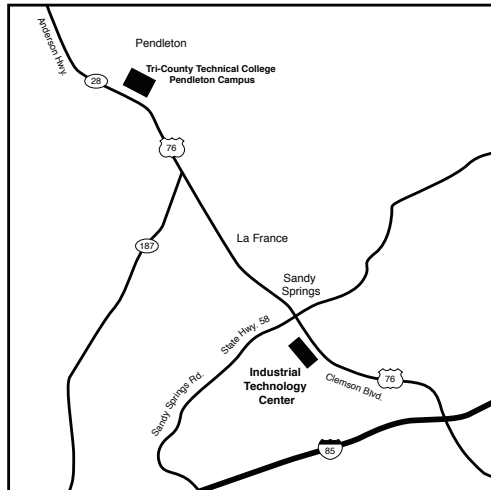 Pendleton
Anderson Hwy.
Tri-County Technical College
Pendleton Campus
28
76
187
La France
Sandy
Springs
State Hwy. 58
Industrial
Technology
Center
76
Clemson Blvd.
Sandy Springs Rd.
85